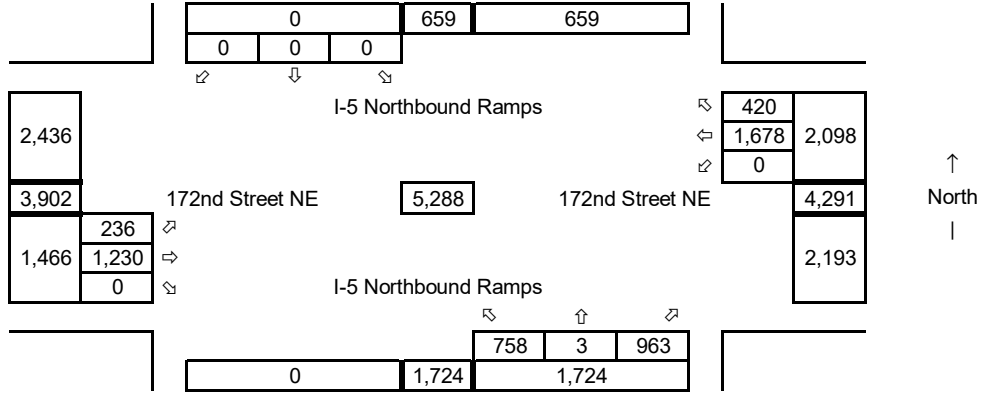 0 659 659
0 0 0
⬃ ⇩ ⬂
I-5 Northbound Ramps ⬁ 420
2,436 ⇦ 1,678 2,098
⬃ 0 ↑
3,902 172nd Street NE 5,288 172nd Street NE 4,291 North
236 ⬀ |
1,466 1,230 ⇨ 2,193
0 ⬂ I-5 Northbound Ramps
⬁ ⇧ ⬀
758 3 963
0 1,724 1,724